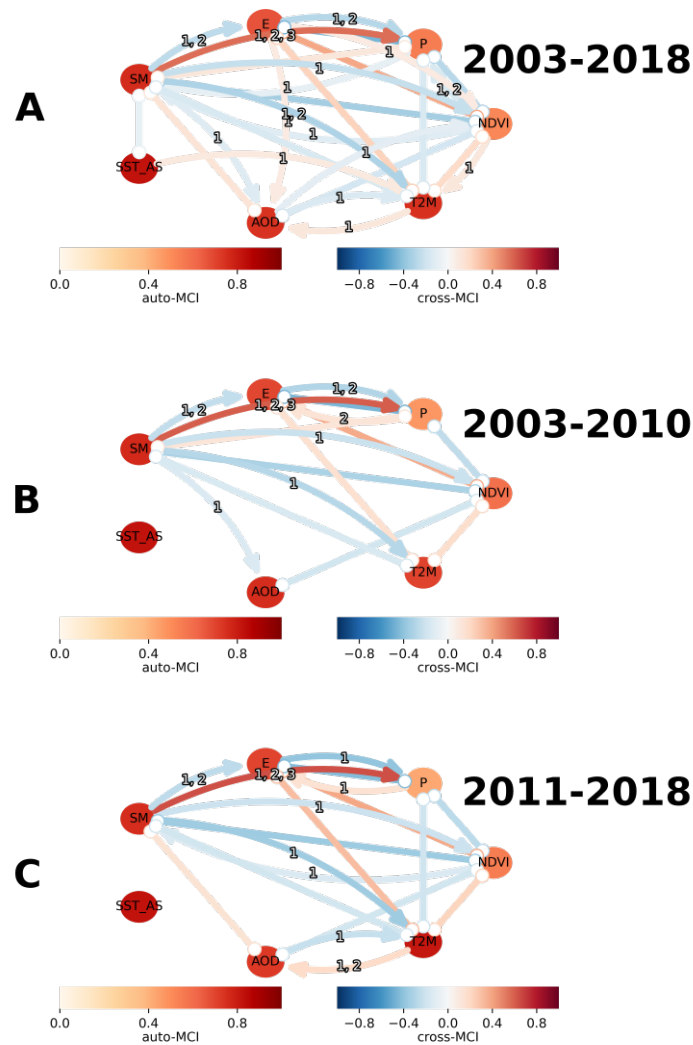 A
2003-2018
E
P
SM
NDVI
SST_AS
AOD
T2M
1, 2
1, 2
1, 2, 3
1
1
1
1, 2
1, 2
1
1
1
1
1
1
1
1
0.0 0.4 0.8
auto-MCI
−0.8 −0.4 0.0 0.4 0.8
cross-MCI
B
2003-2010
E
P
SM
NDVI
SST_AS
AOD
T2M
1, 2
1, 2
1, 2, 3
2
1
1
1
0.0 0.4 0.8
auto-MCI
−0.8 −0.4 0.0 0.4 0.8
cross-MCI
C
2011-2018
E
P
SM
NDVI
SST_AS
AOD
T2M
1
1, 2
1, 2, 3
1
1
1
1
1
1, 2
0.0 0.4 0.8
auto-MCI
−0.8 −0.4 0.0 0.4 0.8
cross-MCI